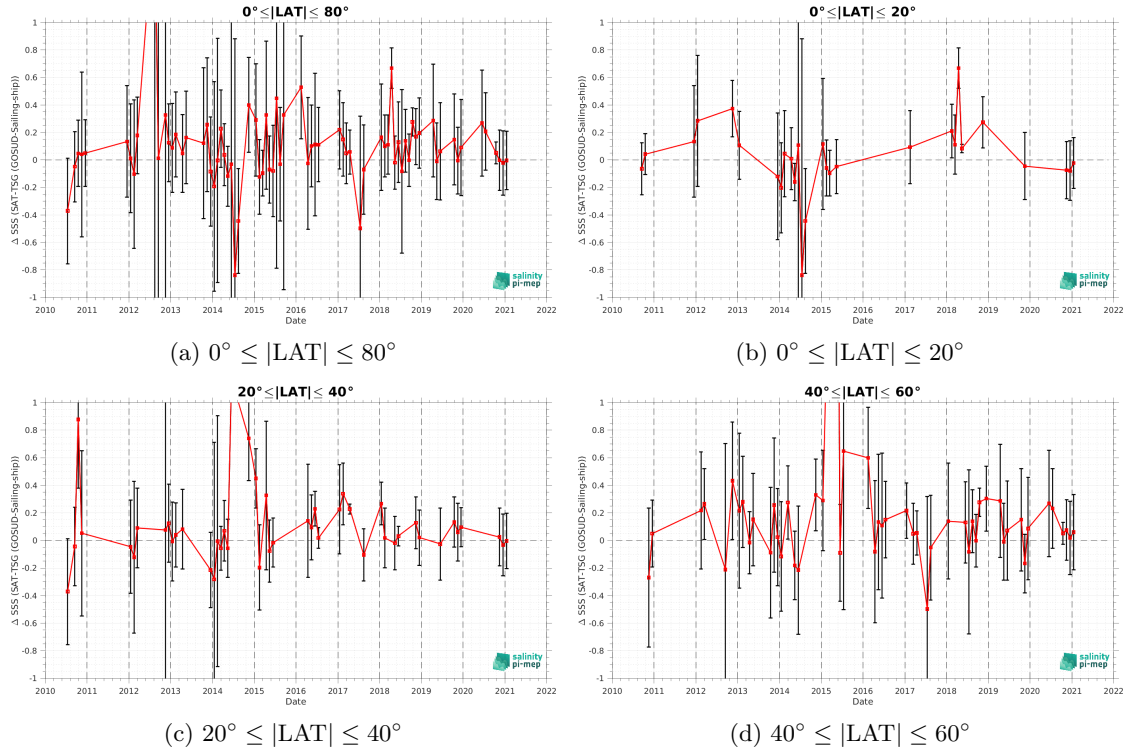 0°≤|LAT|≤ 80°
Δ SSS (SAT-TSG (GOSUD-Sailing-ship))
1
0.8
0.6
0.4
0.2
0
-0.2
-0.4
-0.6
-0.8
-1
salinity
pi-mep
2010 2011 2012 2013 2014 2015 2016 2017 2018 2019 2020 2021 2022
Date
(a) 0° ≤ |LAT| ≤ 80°
0°≤|LAT|≤ 20°
Δ SSS (SAT-TSG (GOSUD-Sailing-ship))
1
0.8
0.6
0.4
0.2
0
-0.2
-0.4
-0.6
-0.8
-1
salinity
pi-mep
2010 2011 2012 2013 2014 2015 2016 2017 2018 2019 2020 2021 2022
Date
(b) 0° ≤ |LAT| ≤ 20°
20°≤|LAT|≤ 40°
Δ SSS (SAT-TSG (GOSUD-Sailing-ship))
1
0.8
0.6
0.4
0.2
0
-0.2
-0.4
-0.6
-0.8
-1
salinity
pi-mep
2010 2011 2012 2013 2014 2015 2016 2017 2018 2019 2020 2021 2022
Date
(c) 20° ≤ |LAT| ≤ 40°
40°≤|LAT|≤ 60°
Δ SSS (SAT-TSG (GOSUD-Sailing-ship))
1
0.8
0.6
0.4
0.2
0
-0.2
-0.4
-0.6
-0.8
-1
salinity
pi-mep
2010 2011 2012 2013 2014 2015 2016 2017 2018 2019 2020 2021 2022
Date
(d) 40° ≤ |LAT| ≤ 60°